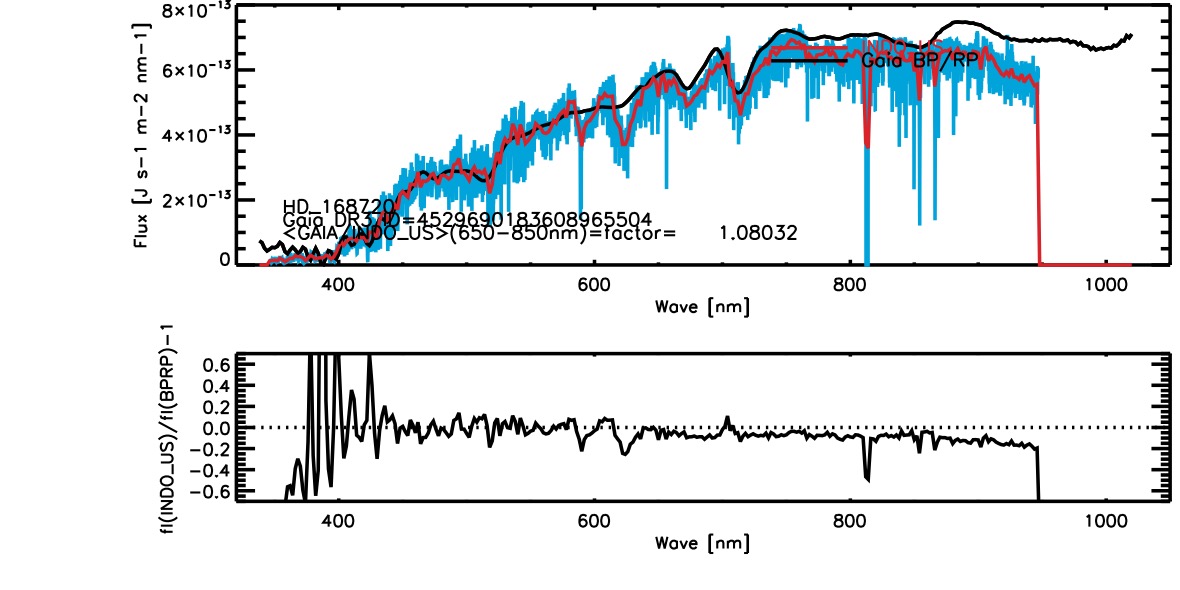 8×10−13
6×10−13
4×10−13
2×10−13
0
Flux [J s−1 m−2 nm−1]
INDO_US
Gaia BP/RP
HD_168720
Gaia DR3 ID=4529690183608965504
<GAIA/INDO_US>(650−850nm)=factor= 1.08032
400 600 800 1000
Wave [nm]
fl(INDO_US)/fl(BPRP)−1
0.6
0.4
0.2
0.0
−0.2
−0.4
−0.6
400 600 800 1000
Wave [nm]